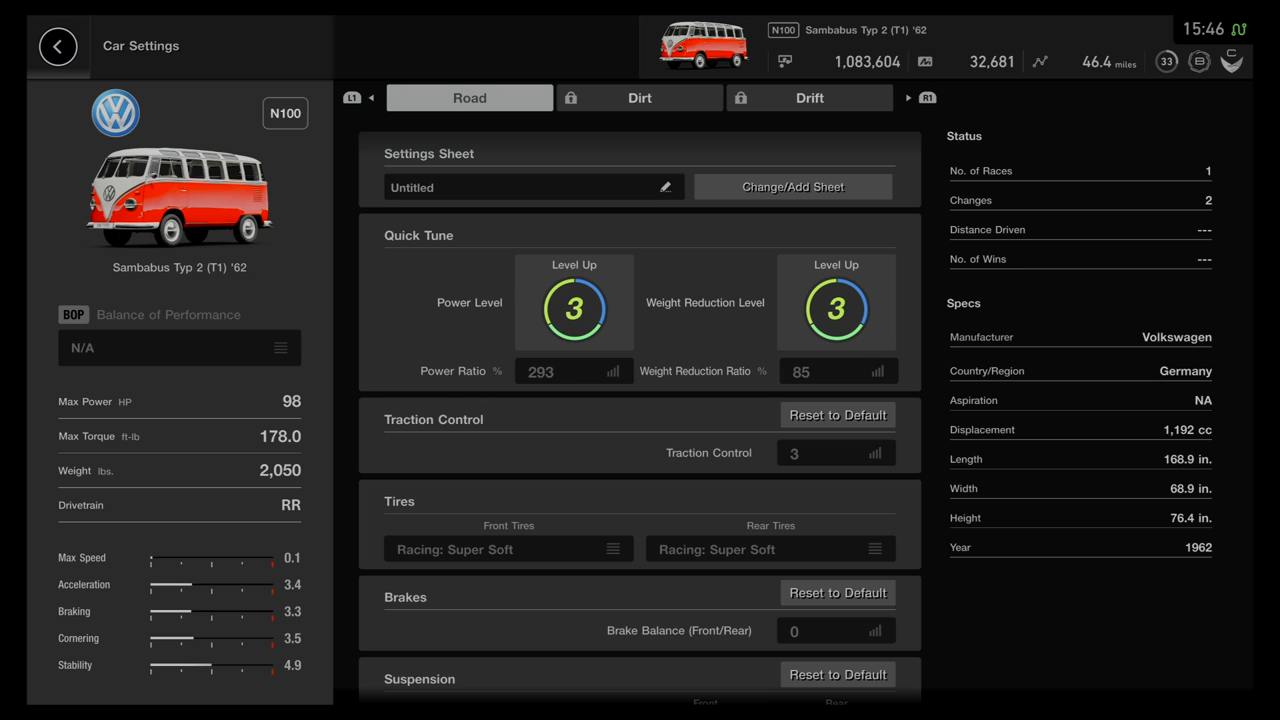 Car Settings
N100 Sambabus Typ 2 (T1) '62
1,083,604 32,681 46.4 miles 33 B C
15:46
N100
Sambabus Typ 2 (T1) '62
BOP Balance of Performance
N/A
Max Power HP 98
Max Torque ft-lb 178.0
Weight lbs. 2,050
Drivetrain RR
Max Speed 0.1
Acceleration 3.4
Braking 3.3
Cornering 3.5
Stability 4.9
L1 Road Dirt Drift R1
Settings Sheet
Untitled Change/Add Sheet
Quick Tune
Level Up Level Up
Power Level 3 Weight Reduction Level 3
Power Ratio % 293 Weight Reduction Ratio % 85
Traction Control Reset to Default
Traction Control 3
Tires
Front Tires Rear Tires
Racing: Super Soft Racing: Super Soft
Brakes Reset to Default
Brake Balance (Front/Rear) 0
Suspension Reset to Default
Front Rear
Status
No. of Races 1
Changes 2
Distance Driven ---
No. of Wins ---
Specs
Manufacturer Volkswagen
Country/Region Germany
Aspiration NA
Displacement 1,192 cc
Length 168.9 in.
Width 68.9 in.
Height 76.4 in.
Year 1962